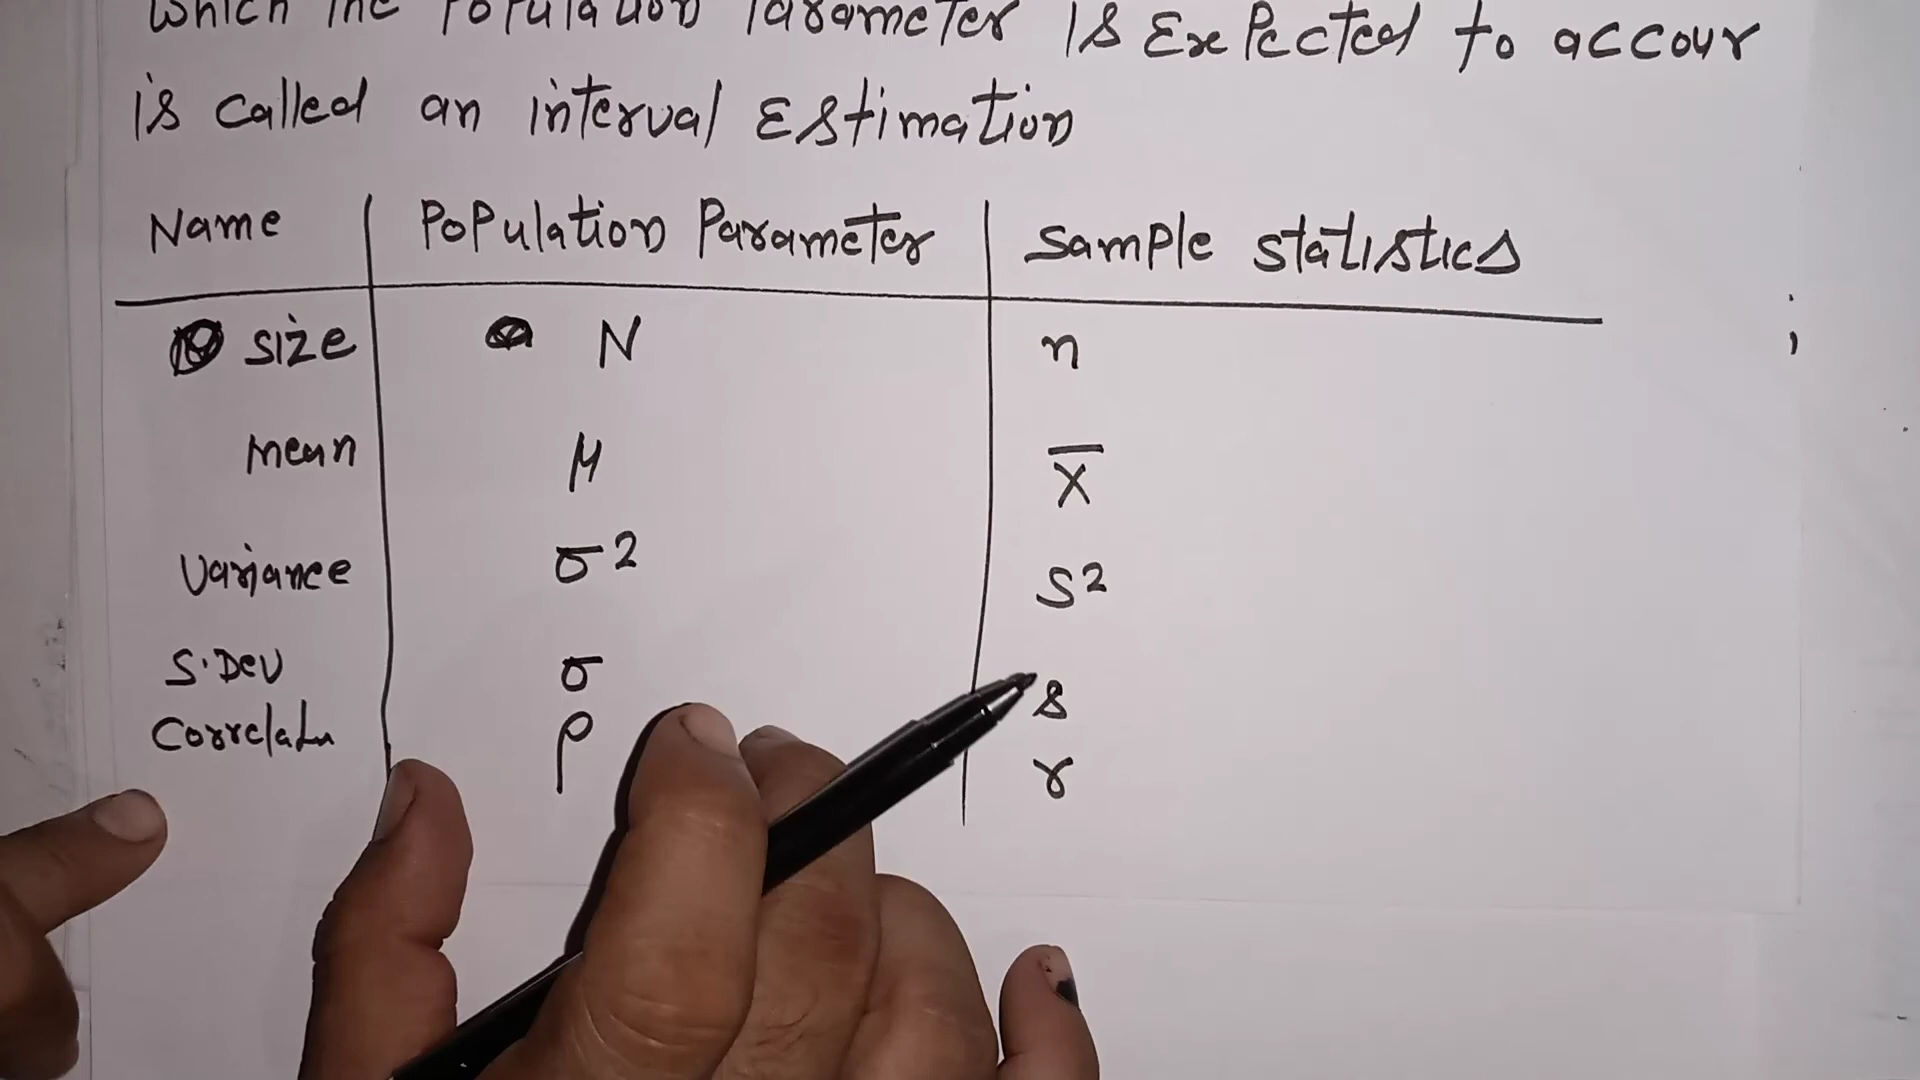 which the Population Parameter is Expected to accour
is called an interval Estimation
Name Population Parameter Sample statistics
size N n
mean μ x̄
Variance σ² s²
S.Dev σ s
ρ r